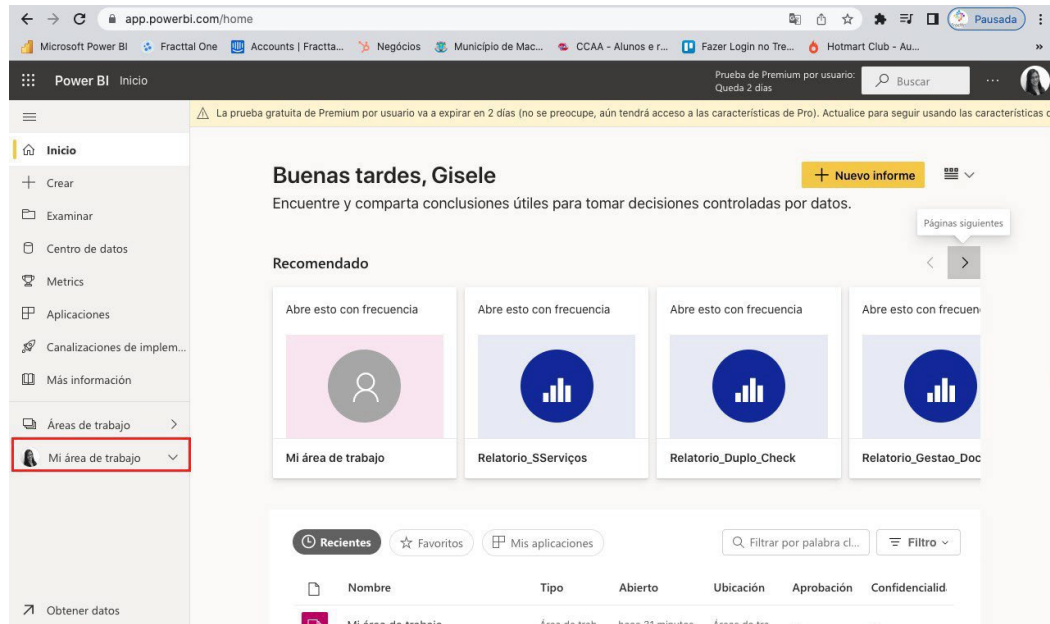 app.powerbi.com/home
Pausada
Microsoft Power BI
Fracttal One
Accounts | Fractta...
Negócios
Município de Mac...
CCAA - Alunos e r...
Fazer Login no Tre...
Hotmart Club - Au...
»
Power BI Inicio
Prueba de Premium por usuario:
Queda 2 días
Buscar
La prueba gratuita de Premium por usuario va a expirar en 2 días (no se preocupe, aún tendrá acceso a las características de Pro). Actualice para seguir usando las características
Inicio
Crear
Examinar
Centro de datos
Metrics
Aplicaciones
Canalizaciones de implem...
Más información
Áreas de trabajo
Mi área de trabajo
Obtener datos
Buenas tardes, Gisele
Nuevo informe
Encuentre y comparta conclusiones útiles para tomar decisiones controladas por datos.
Páginas siguientes
Recomendado
Abre esto con frecuencia
Mi área de trabajo
Abre esto con frecuencia
Relatorio_SServiços
Abre esto con frecuencia
Relatorio_Duplo_Check
Abre esto con frecuen
Relatorio_Gestao_Doc
Recientes
Favoritos
Mis aplicaciones
Filtrar por palabra cl...
Filtro
Nombre Tipo Abierto Ubicación Aprobación Confidencialid
Mi área de trabajo